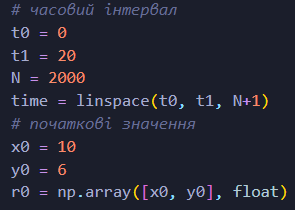 # часовий інтервал
t0 = 0
t1 = 20
N = 2000
time = linspace(t0, t1, N+1)
# початкові значення
x0 = 10
y0 = 6
r0 = np.array([x0, y0], float)